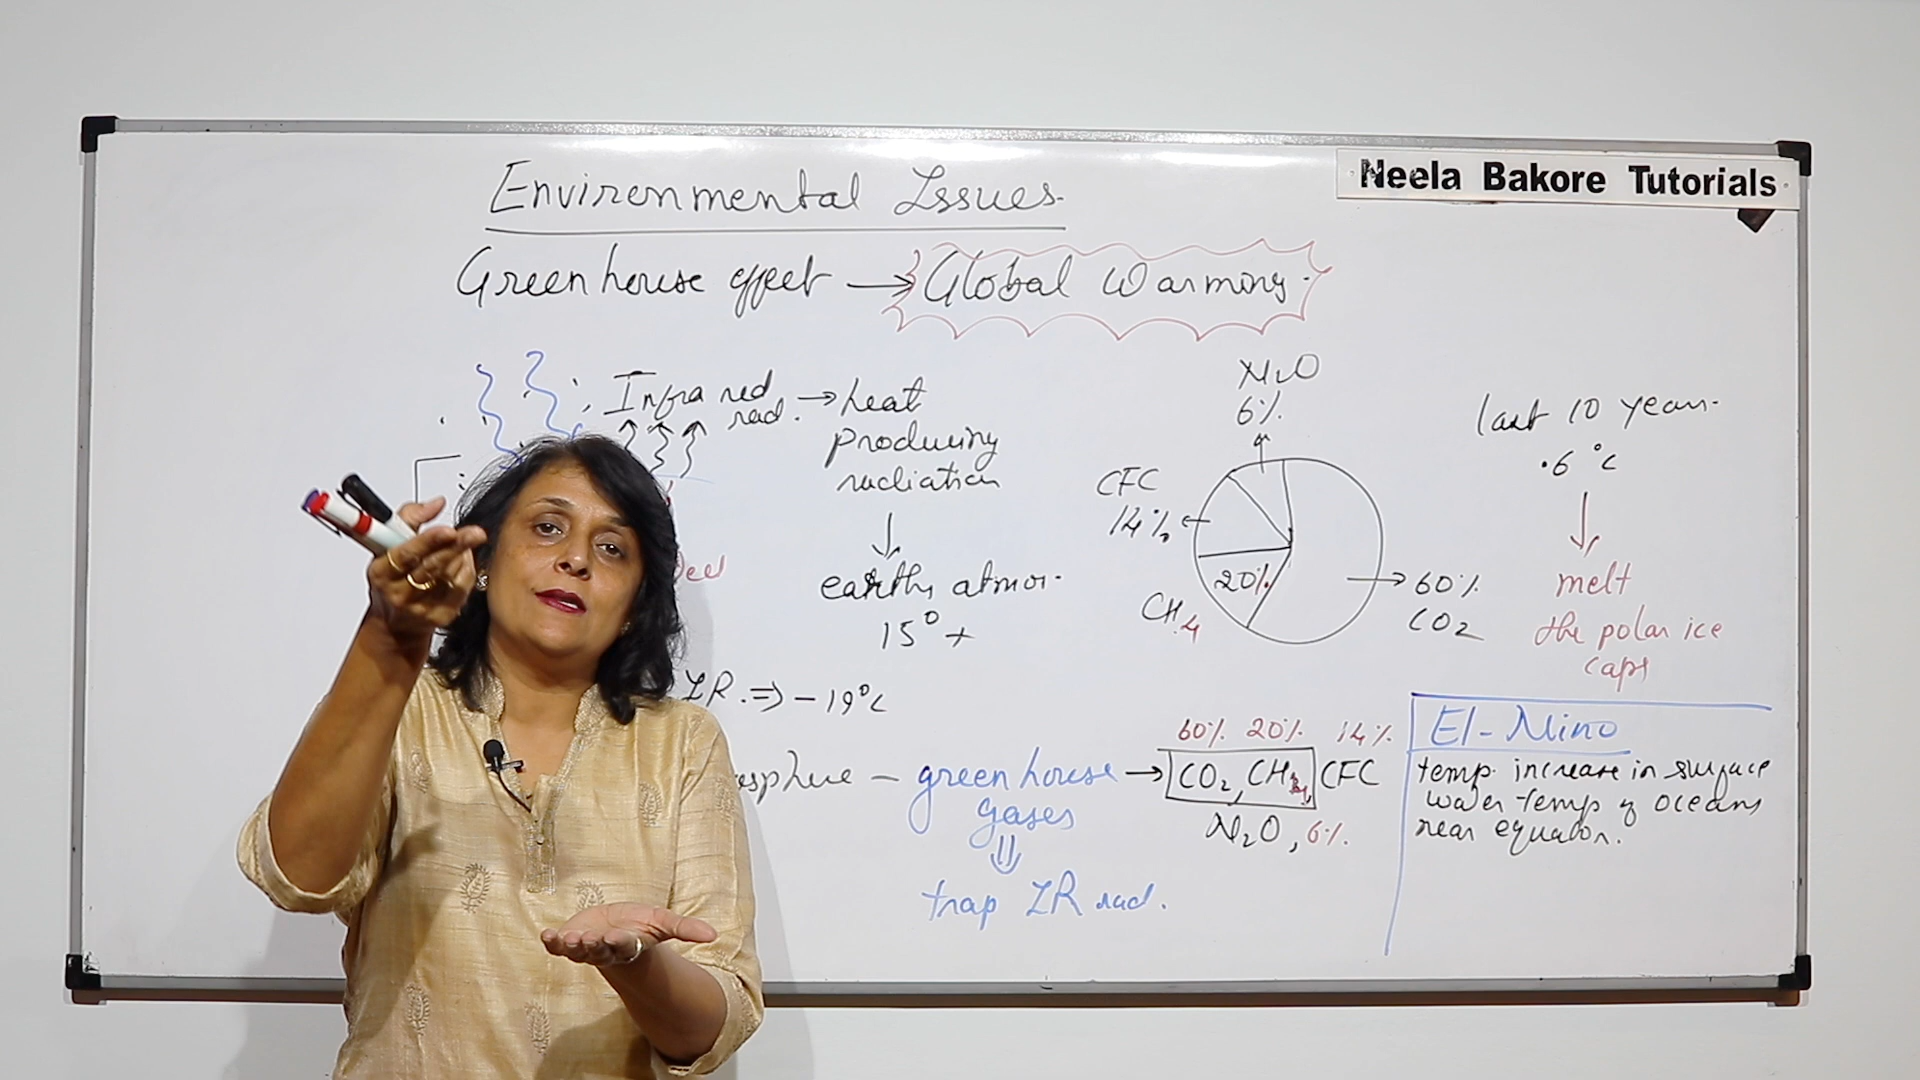 Environmental Issues.
Neela Bakore Tutorials
Green house effect → Global Warming.
Infra red rad. → heat
producing
radiation
earths atmos.
15° +
IR. ⇒ -19°C
green house
gases
trap IR rad.
N2O
6%
CFC
14%
20%
CH4
60%
CO2
60% 20% 14%
CO2, CH4, CFC
N2O, 6%.
last 10 years.
.6 °C
melt
the polar ice
caps
El-Nino
temp. increase in surface
water temp of oceans
near equator.